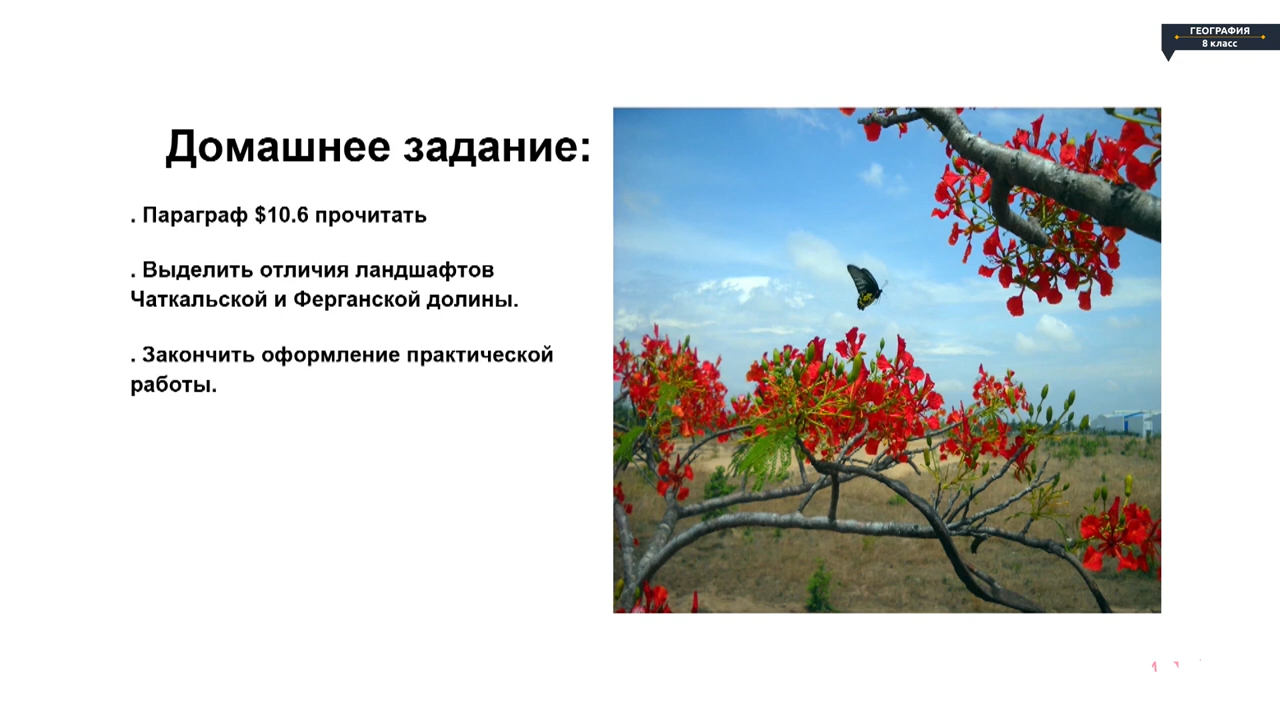 ГЕОГРАФИЯ
8 класс
Домашнее задание:
. Параграф $10.6 прочитать
. Выделить отличия ландшафтов
Чаткальской и Ферганской долины.
. Закончить оформление практической
работы.